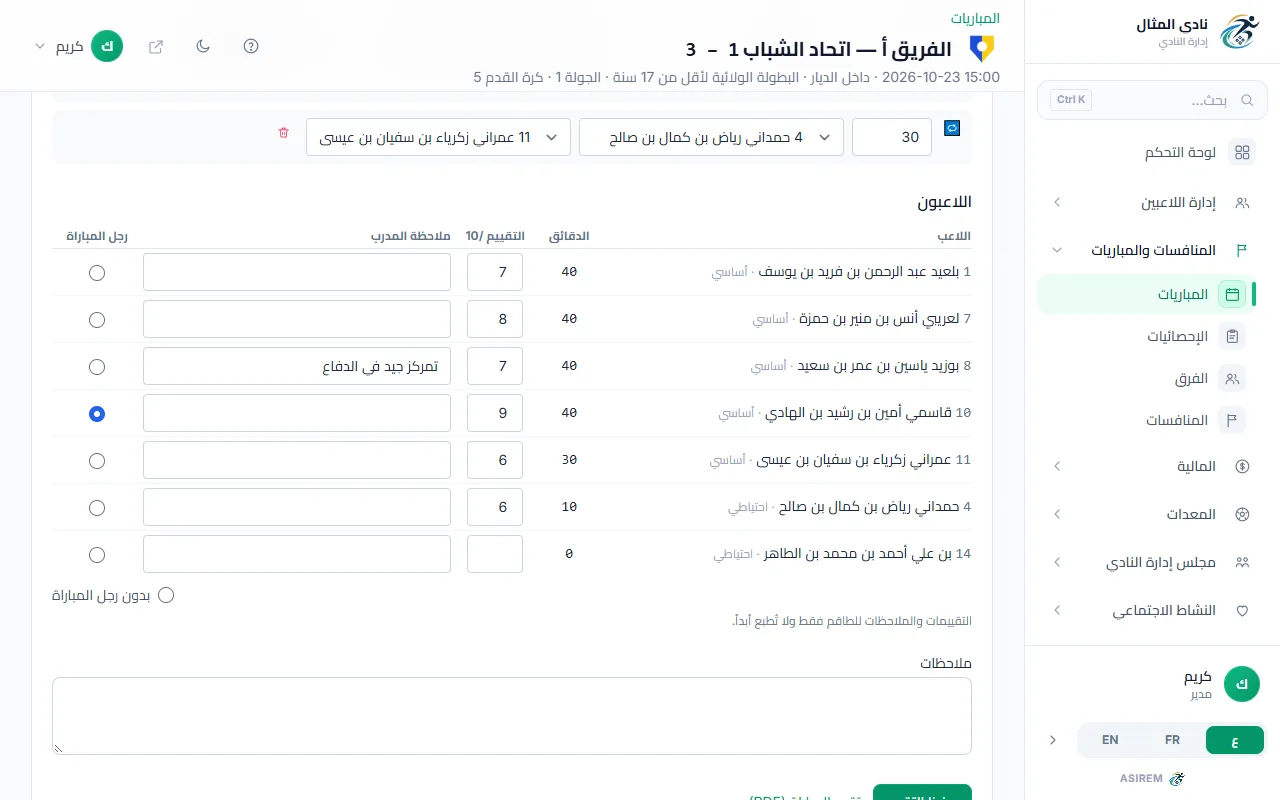 نادي المثال
إدارة النادي
بحث...
Ctrl K
لوحة التحكم
إدارة اللاعبين
المنافسات والمباريات
المباريات
الإحصائيات
الفرق
المنافسات
المالية
المعدات
مجلس إدارة النادي
النشاط الاجتماعي
ك
كريم
مدير
ع
FR
EN
ASIREM
المباريات
الفريق أ — اتحاد الشباب 1 – 3
15:00 2026-10-23 · داخل الديار · البطولة الولائية لأقل من 17 سنة · الجولة 1 · كرة القدم 5
ك
كريم
30
4 حمداني رياض بن كمال بن صالح
11 عمراني زكرياء بن سفيان بن عيسى
اللاعبون
اللاعب الدقائق التقييم /10 ملاحظة المدرب رجل المباراة
1 بلعيد عبد الرحمن بن فريد بن يوسف · أساسي 40 7
7 لعريبي أنس بن منير بن حمزة · أساسي 40 8
8 بوزيد ياسين بن عمر بن سعيد · أساسي 40 7 تمركز جيد في الدفاع
10 قاسمي أمين بن رشيد بن الهادي · أساسي 40 9
11 عمراني زكرياء بن سفيان بن عيسى · أساسي 30 6
4 حمداني رياض بن كمال بن صالح · احتياطي 10 6
14 بن علي أحمد بن محمد بن الطاهر · احتياطي 0
بدون رجل المباراة
التقييمات والملاحظات للطاقم فقط ولا تُطبع أبداً.
ملاحظات
(PDF)